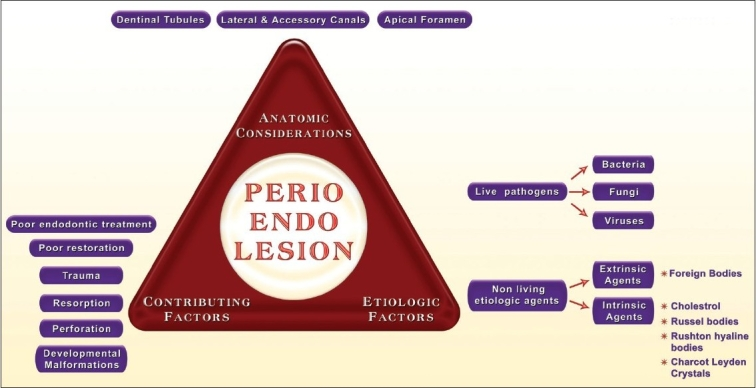 Dentinal Tubules
Lateral & Accessory Canals
Apical Foramen
ANATOMIC
CONSIDERATIONS
PERIO
ENDO
LESION
CONTRIBUTING
FACTORS
ETIOLOGIC
FACTORS
Poor endodontic treatment
Poor restoration
Trauma
Resorption
Perforation
Developmental
Malformations
Live pathogens
Bacteria
Fungi
Viruses
Non living
etiologic agents
Extrinsic
Agents
✴Foreign Bodies
Intrinsic
Agents
✴ Cholestrol
✴ Russel bodies
✴ Rushton hyaline
bodies
✴ Charcot Leyden
Crystals